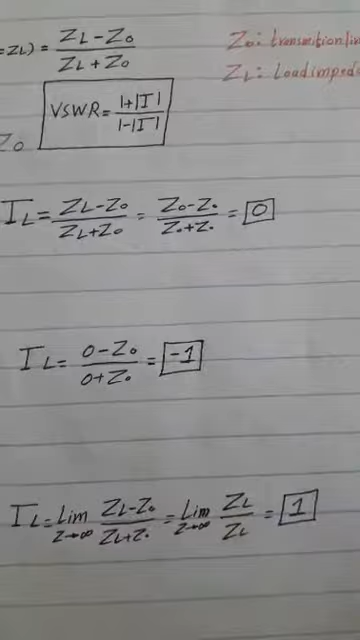 =ZL) = ZL-Z0 / ZL+Z0
Z0: transmition lin
ZL: Load imped
VSWR = 1+|Γ| / 1-|Γ|
Z0
ΓL = ZL-Z0 / ZL+Z0 = Z0-Z0 / Z0+Z0 = 0
ΓL = 0-Z0 / 0+Z0 = -1
ΓL = Lim Z→∞ ZL-Z0 / ZL+Z0 = Lim Z→∞ ZL / ZL = 1